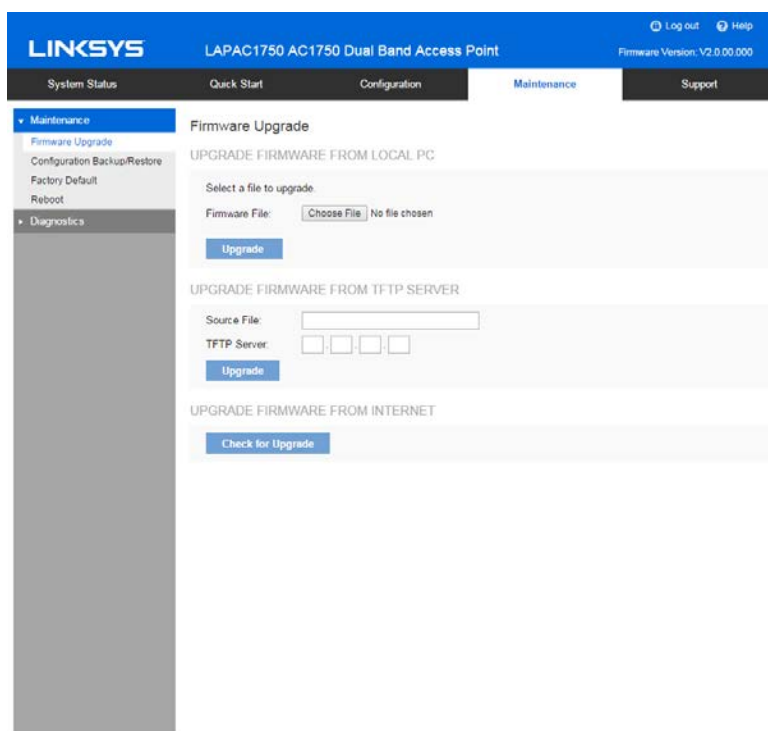 Log out Help
LINKSYS LAPAC1750 AC1750 Dual Band Access Point Firmware Version: V2.0.00.000
System Status Quick Start Configuration Maintenance Support
Maintenance
Firmware Upgrade
Configuration Backup/Restore
Factory Default
Reboot
Diagnostics
Firmware Upgrade
UPGRADE FIRMWARE FROM LOCAL PC
Select a file to upgrade.
Firmware File: Choose File No file chosen
Upgrade
UPGRADE FIRMWARE FROM TFTP SERVER
Source File:
TFTP Server:
Upgrade
UPGRADE FIRMWARE FROM INTERNET
Check for Upgrade